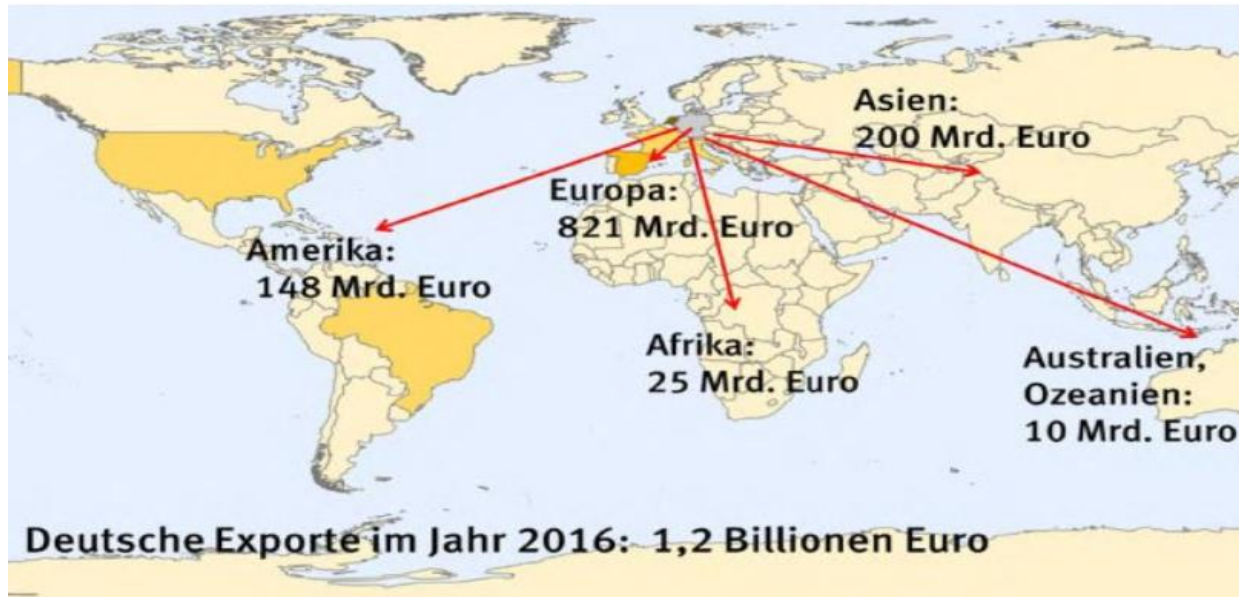 Asien:
200 Mrd. Euro
Europa:
821 Mrd. Euro
Amerika:
148 Mrd. Euro
Afrika:
25 Mrd. Euro
Australien,
Ozeanien:
10 Mrd. Euro
Deutsche Exporte im Jahr 2016: 1,2 Billionen Euro